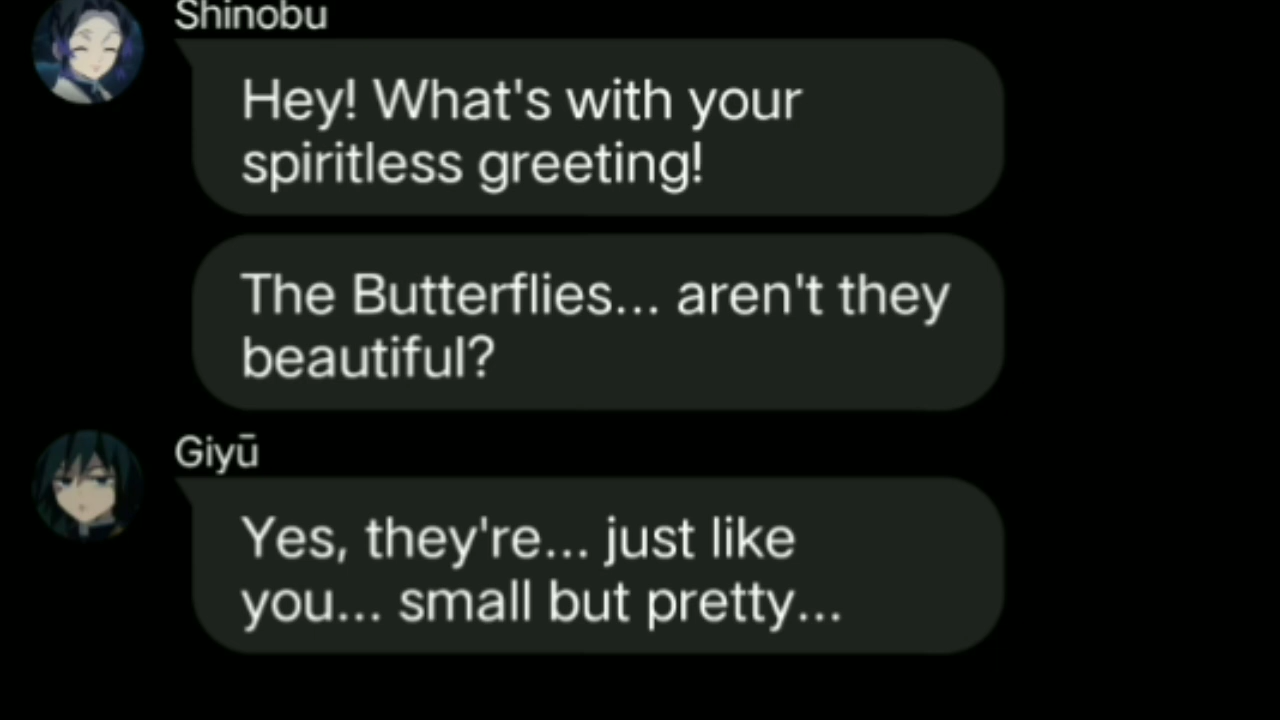 Shinobu
Hey! What's with your
spiritless greeting!
The Butterflies... aren't they
beautiful?
Giyū
Yes, they're... just like
you... small but pretty...